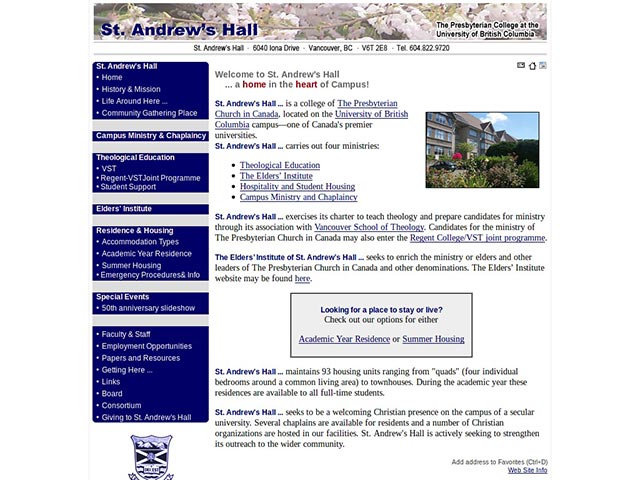 St. Andrew's Hall
The Presbyterian College at the
University of British Columbia
St. Andrew's Hall · 6040 Iona Drive · Vancouver, BC · V6T 2E8 · Tel. 604.822.9720
St. Andrew's Hall
• Home
• History & Mission
• Life Around Here ...
• Community Gathering Place
Campus Ministry & Chaplaincy
Theological Education
• VST
• Regent-VSTJoint Programme
• Student Support
Elders' Institute
Residence & Housing
• Accommodation Types
• Academic Year Residence
• Summer Housing
• Emergency Procedures& Info
Special Events
• 50th anniversary slideshow
• Faculty & Staff
• Employment Opportunities
• Papers and Resources
• Getting Here ...
• Links
• Board
• Consortium
• Giving to St. Andrew's Hall
Welcome to St. Andrew's Hall
... a home in the heart of Campus!
St. Andrew's Hall ... is a college of The Presbyterian
Church in Canada, located on the University of British
Columbia campus—one of Canada's premier
universities.
St. Andrew's Hall ... carries out four ministries:
• Theological Education
• The Elders’ Institute
• Hospitality and Student Housing
• Campus Ministry and Chaplaincy
St. Andrew's Hall ... exercises its charter to teach theology and prepare candidates for ministry
through its association with Vancouver School of Theology. Candidates for the ministry of
The Presbyterian Church in Canada may also enter the Regent College/VST joint programme.
The Elders’ Institute of St. Andrew's Hall ... seeks to enrich the ministry or elders and other
leaders of The Presbyterian Church in Canada and other denominations. The Elders’ Institute
website may be found here.
Looking for a place to stay or live?
Check out our options for either
Academic Year Residence or Summer Housing
St. Andrew's Hall ... maintains 93 housing units ranging from "quads" (four individual
bedrooms around a common living area) to townhouses. During the academic year these
residences are available to all full-time students.
St. Andrew's Hall ... seeks to be a welcoming Christian presence on the campus of a secular
university. Several chaplains are available for residents and a number of Christian
organizations are hosted in our facilities. St. Andrew's Hall is actively seeking to strengthen
its outreach to the wider community.
Add address to Favorites (Ctrl+D)
Web Site Info